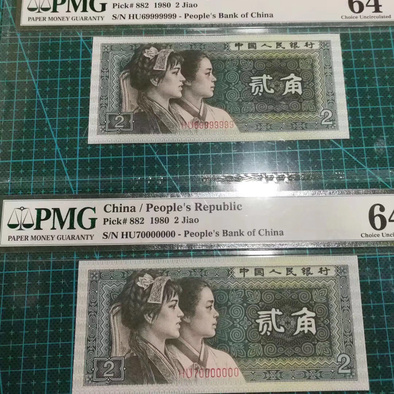 PMG
PAPER MONEY GUARANTY
Pick# 882 1980 2 Jiao
S/N HU69999999 - People's Bank of China
64
Choice Uncirculated
中国人民银行
贰角
HU69999999
2
2
PMG
PAPER MONEY GUARANTY
China / People's Republic
Pick# 882 1980 2 Jiao
S/N HU70000000 - People's Bank of China
64
Choice Unc
中国人民银行
贰角
HU70000000
2
2